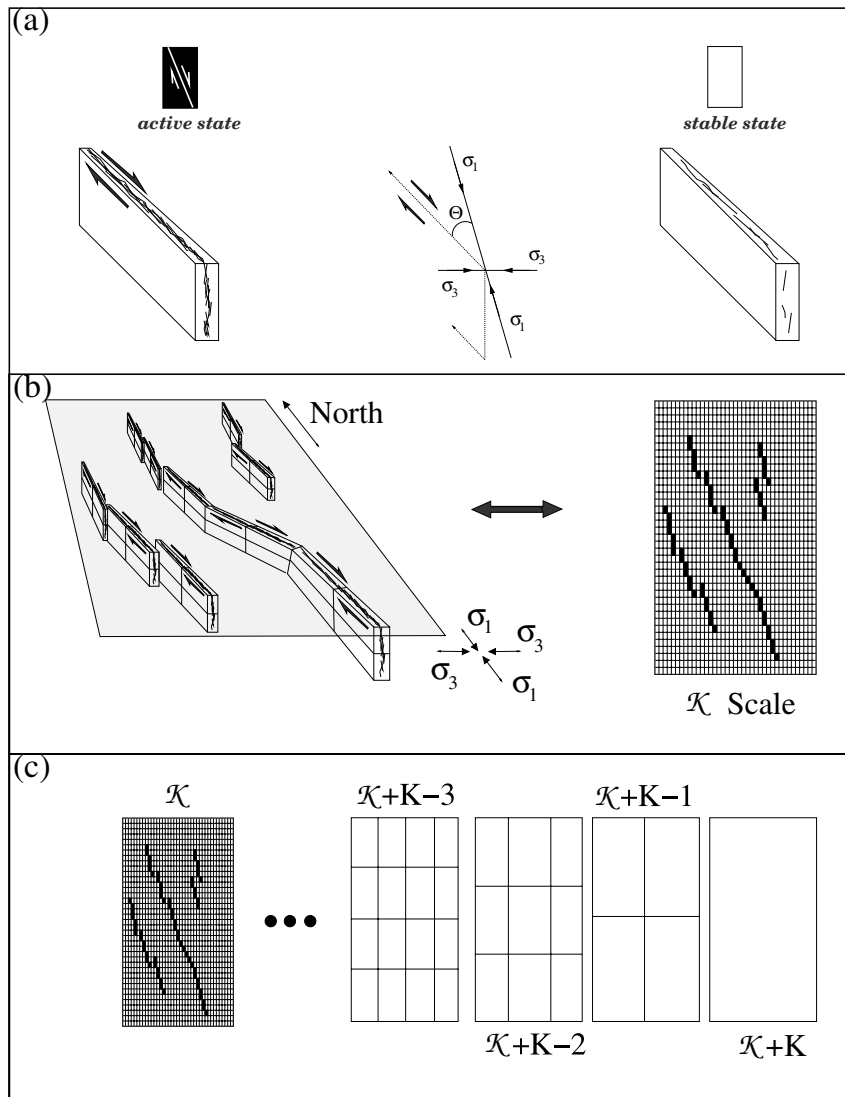 (a)
active state
stable state
σ1
Θ
σ3
σ3
σ1
(b)
North
σ1
σ3
σ3
σ1
𝒦 Scale
(c)
𝒦
𝒦+K−3
𝒦+K−1
𝒦+K−2
𝒦+K